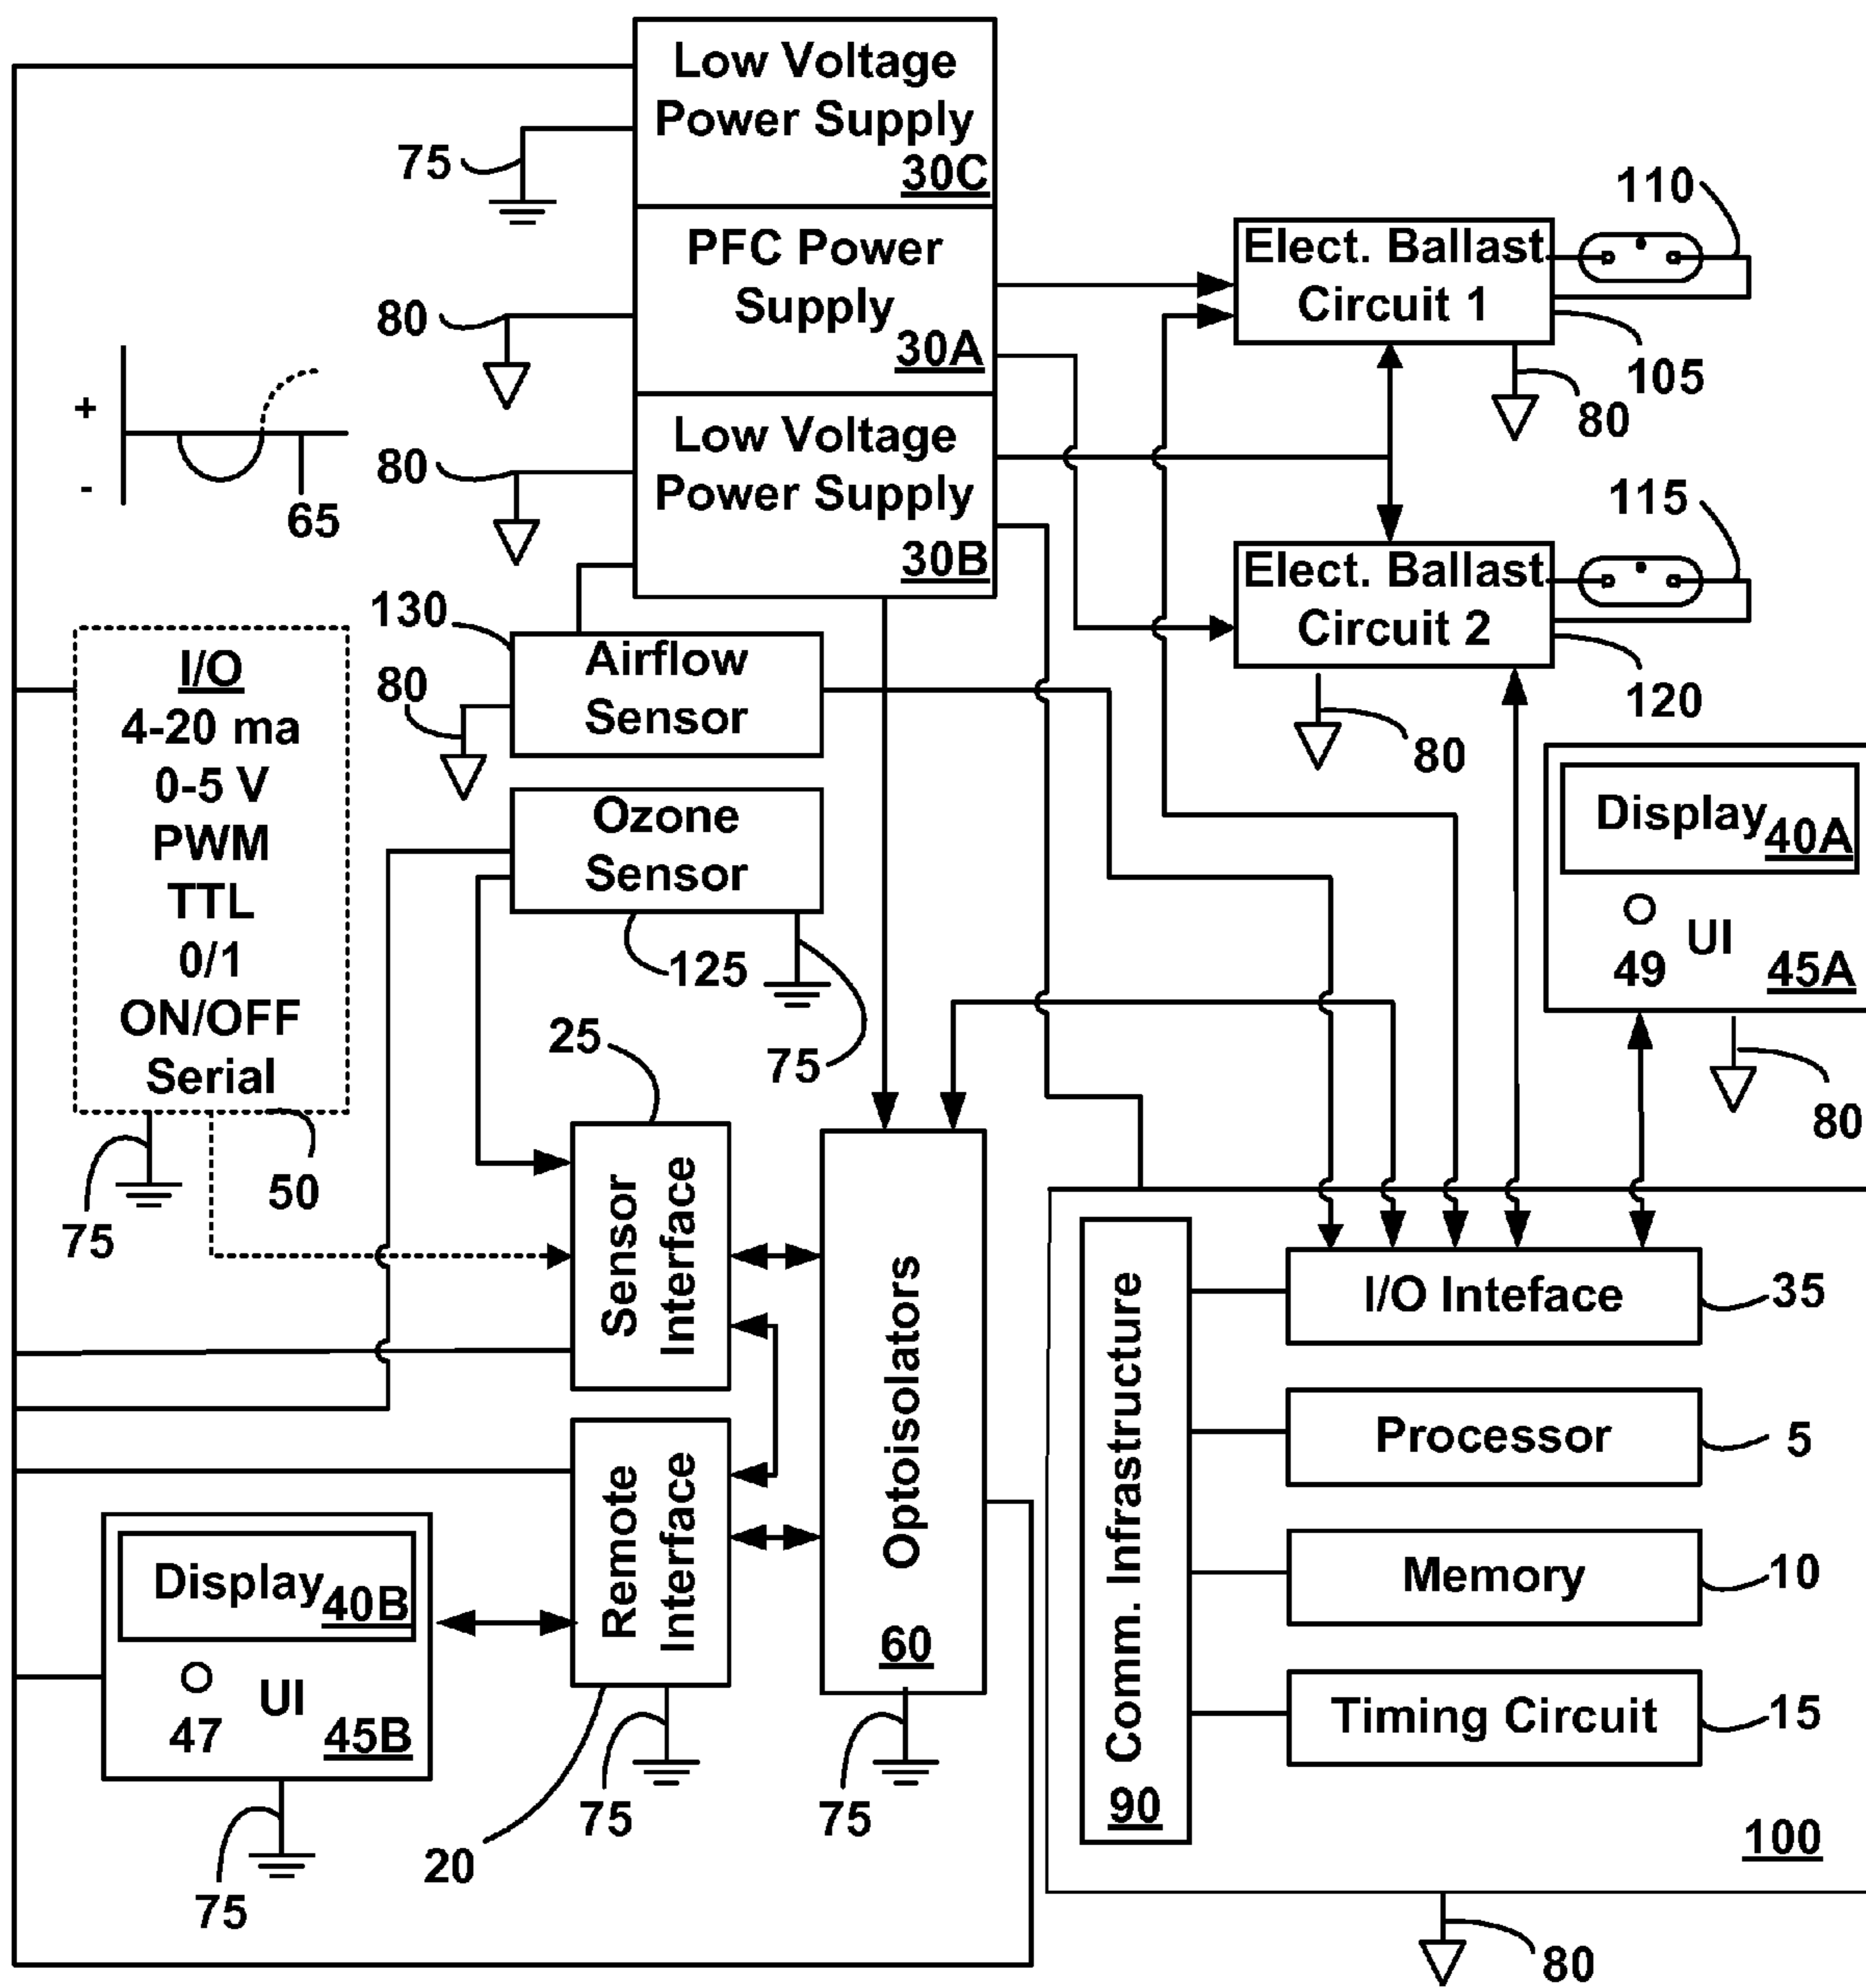 Low Voltage
Power Supply
30C
75
PFC Power
Supply
30A
80
Low Voltage
Power Supply
30B
80
+
-
65
Elect. Ballast
Circuit 1
110
105
80
Elect. Ballast
Circuit 2
115
120
80
130
Airflow
Sensor
80
I/O
4-20 ma
0-5 V
PWM
TTL
0/1
ON/OFF
Serial
50
75
Ozone
Sensor
125
75
Display
40A
49
UI
45A
80
25
Sensor
Interface
Optoisolators
60
75
Remote
Interface
20
75
Display
40B
47
UI
45B
75
Comm. Infrastructure
90
I/O Inteface
35
Processor
5
Memory
10
Timing Circuit
15
100
80